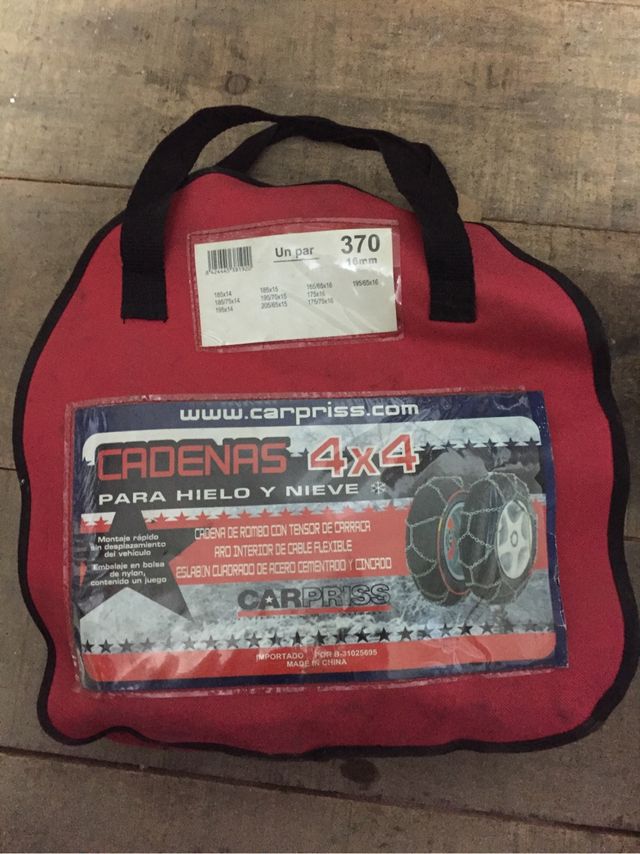 Un par
370
16mm
8424445391920
185x14
185x15
165/65x16
195/65x16
185/75x14
195/70x15
175x16
195x14
205/65x15
175/75x16
www.carpriss.com
CADENAS 4x4
PARA HIELO Y NIEVE
Montaje rápido
sin desplazamiento
del vehículo
Embalaje en bolsa
de nylon,
contenido un juego
CADENA DE ROMBO CON TENSOR DE CARRACA
ARO INTERIOR DE CABLE FLEXIBLE
ESLABÓN CUADRADO DE ACERO CEMENTADO Y CINCADO
CARPRISS
IMPORTADO POR B-31025695
MADE IN CHINA